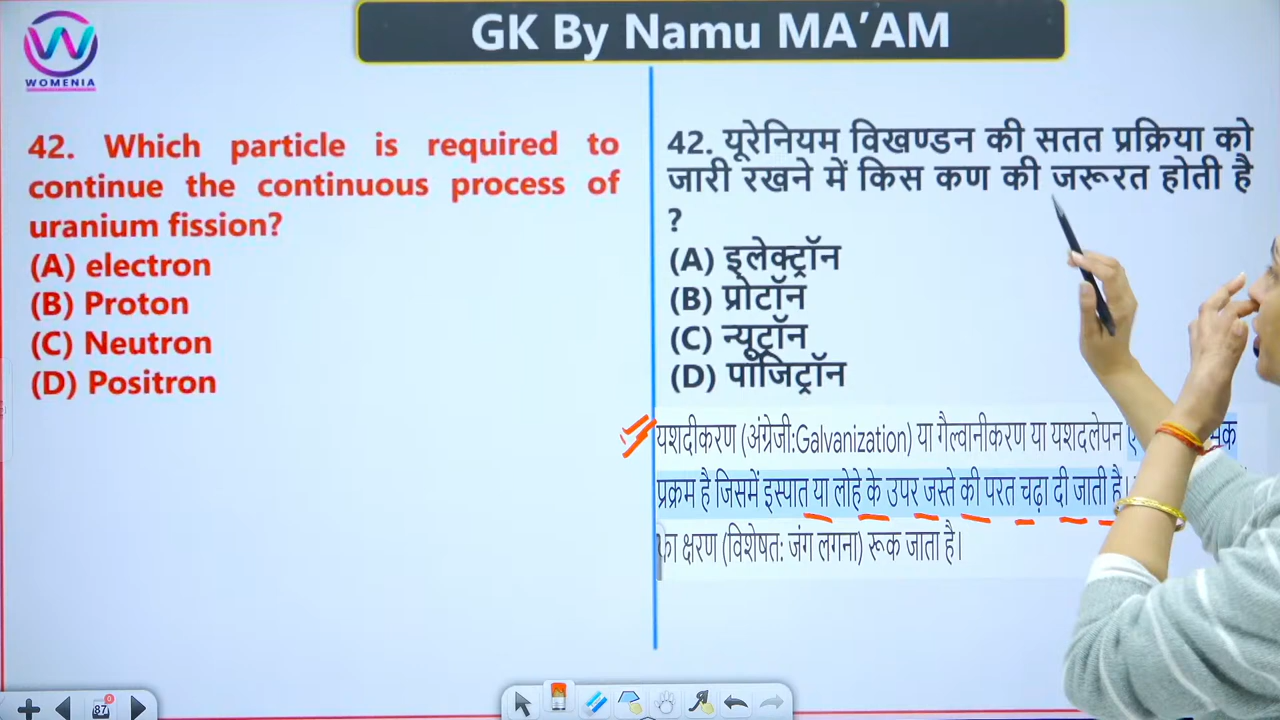 WOMENIA
GK By Namu MA’AM
42. Which particle is required to
continue the continuous process of
uranium fission?
(A) electron
(B) Proton
(C) Neutron
(D) Positron
42. यूरेनियम विखण्डन की सतत प्रक्रिया को
जारी रखने में किस कण की जरूरत होती है
?
(A) इलेक्ट्रॉन
(B) प्रोटॉन
(C) न्यूट्रॉन
(D) पॉजिट्रॉन
यशदीकरण (अंग्रेजी:Galvanization) या गैल्वानीकरण या यशदलेपन
प्रक्रम है जिसमें इस्पात या लोहे के उपर जस्ते की परत चढ़ा दी जाती है।
का क्षरण (विशेषत: जंग लगना) रूक जाता है।
87